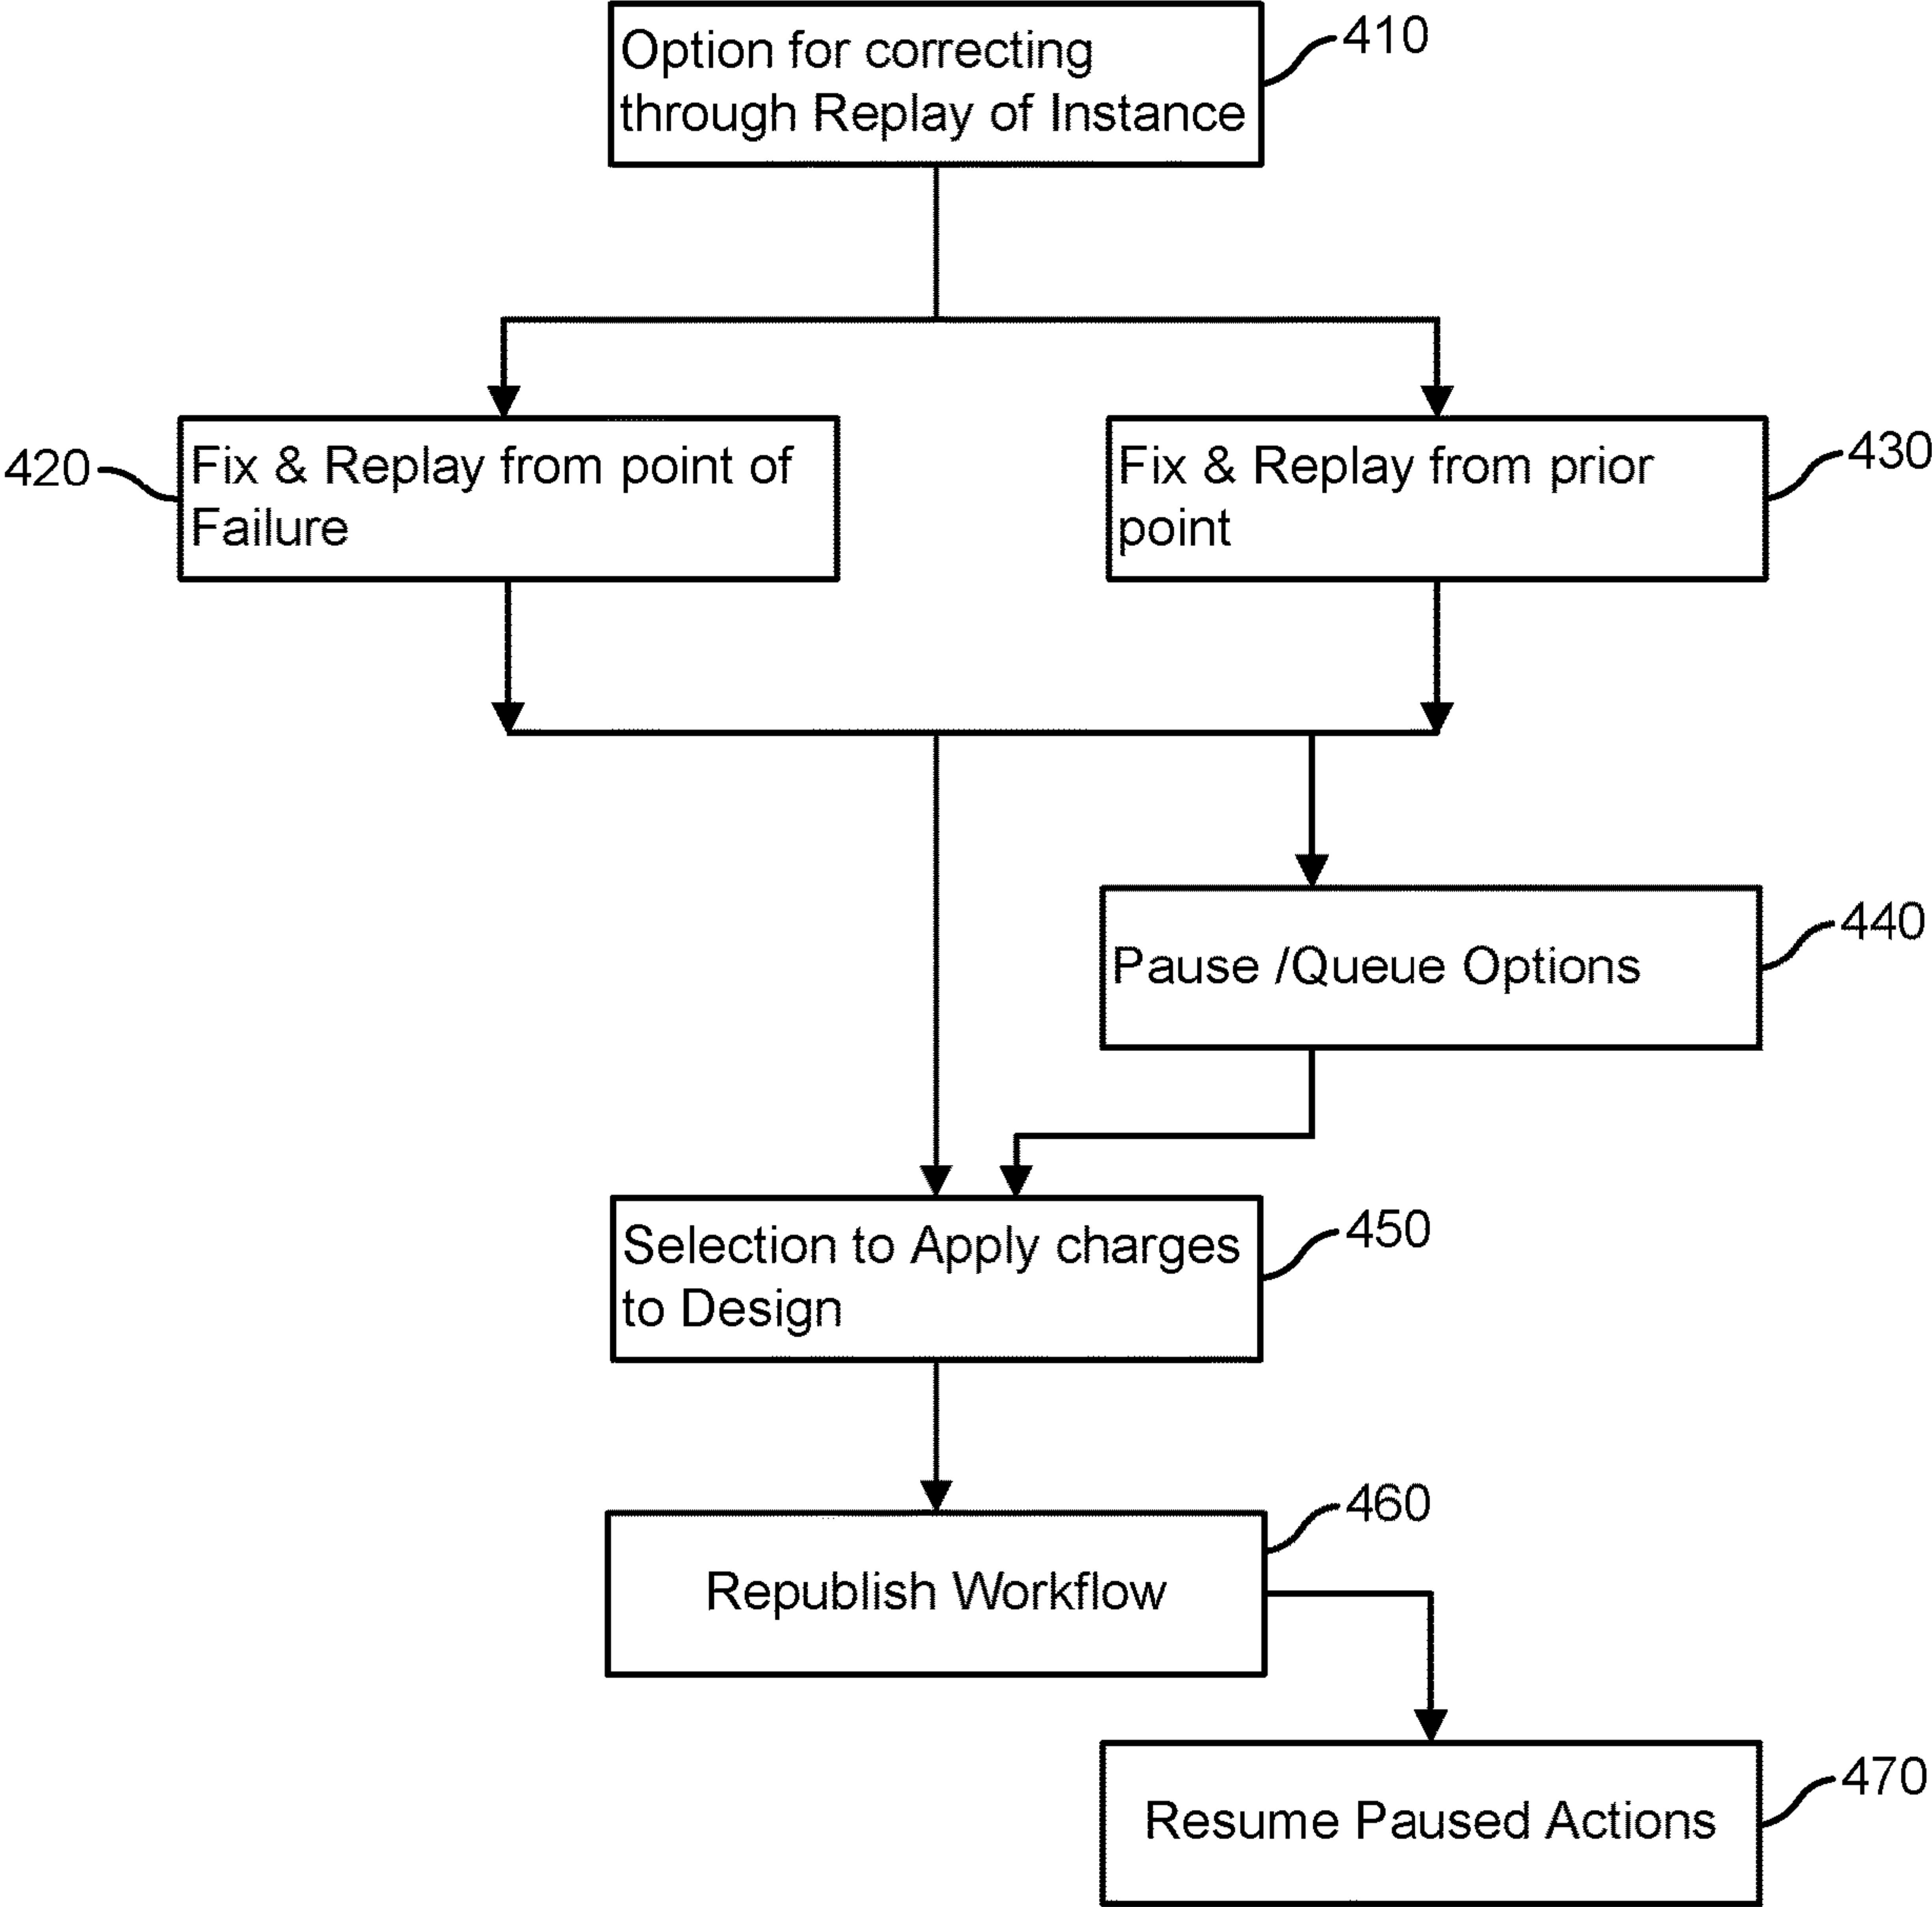 Option for correcting
through Replay of Instance
410
420
Fix & Replay from point of
Failure
Fix & Replay from prior
point
430
Pause /Queue Options
440
Selection to Apply charges
to Design
450
Republish Workflow
460
Resume Paused Actions
470